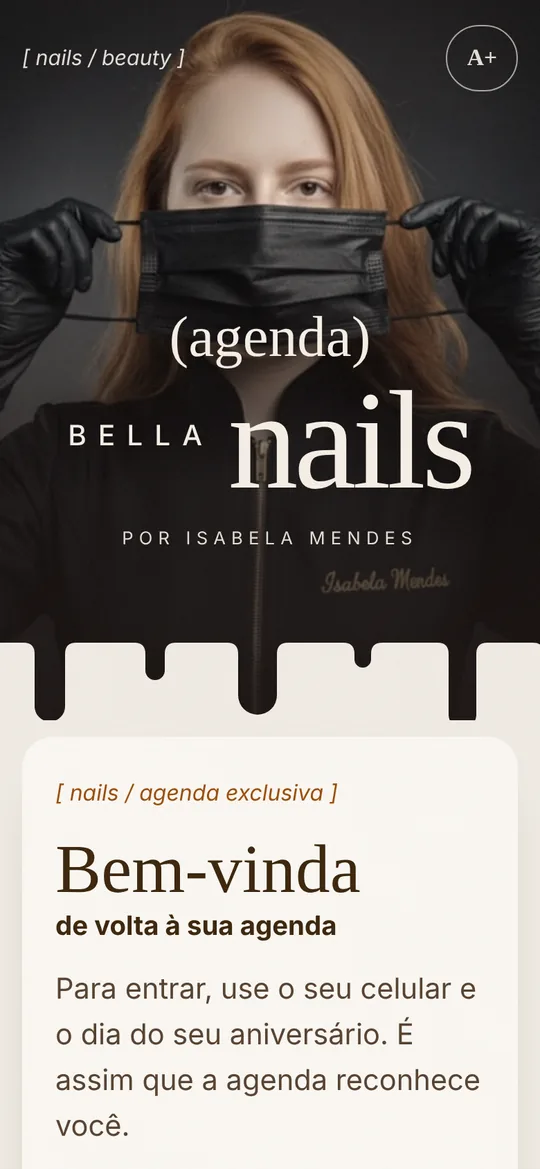 [ nails / beauty ]
A+
(agenda)
BELLA nails
POR ISABELA MENDES
Isabela Mendes
[ nails / agenda exclusiva ]
Bem-vinda
de volta à sua agenda
Para entrar, use o seu celular e
o dia do seu aniversário. É
assim que a agenda reconhece
você.